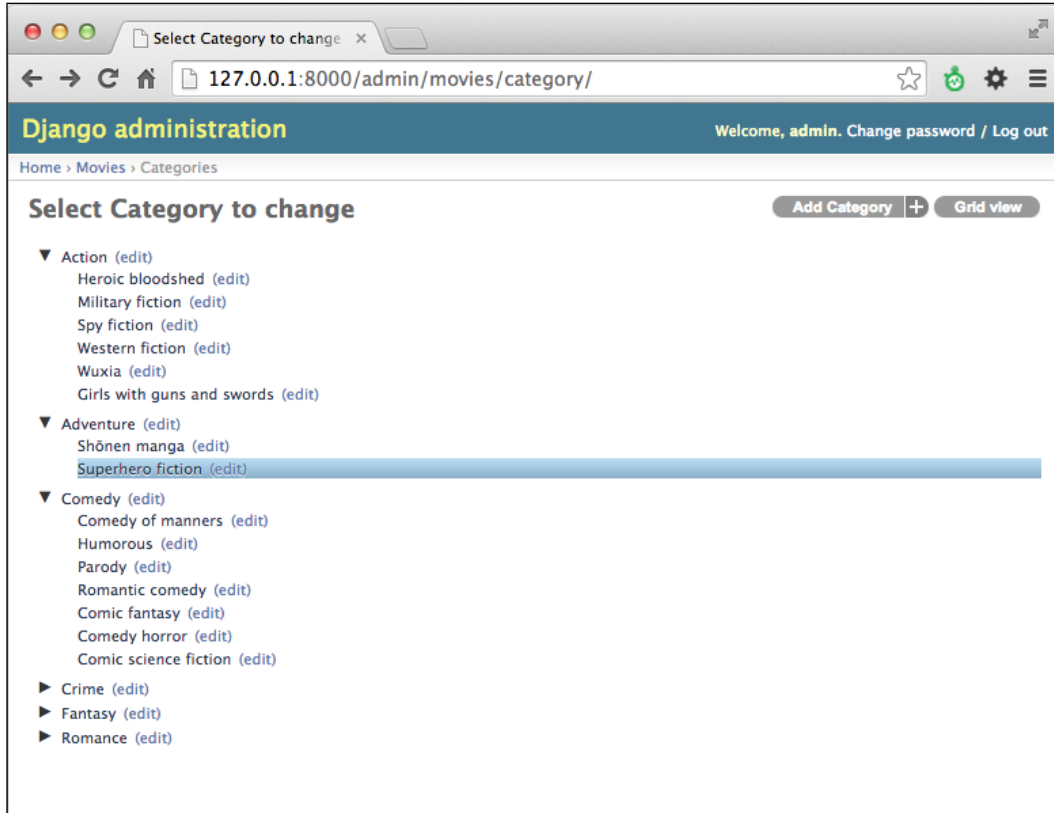 Select Category to change
127.0.0.1:8000/admin/movies/category/
Django administration
Welcome, admin. Change password / Log out
Home › Movies › Categories
Select Category to change
Add Category +
Grid view
▼ Action (edit)
Heroic bloodshed (edit)
Military fiction (edit)
Spy fiction (edit)
Western fiction (edit)
Wuxia (edit)
Girls with guns and swords (edit)
▼ Adventure (edit)
Shōnen manga (edit)
Superhero fiction (edit)
▼ Comedy (edit)
Comedy of manners (edit)
Humorous (edit)
Parody (edit)
Romantic comedy (edit)
Comic fantasy (edit)
Comedy horror (edit)
Comic science fiction (edit)
▶ Crime (edit)
▶ Fantasy (edit)
▶ Romance (edit)